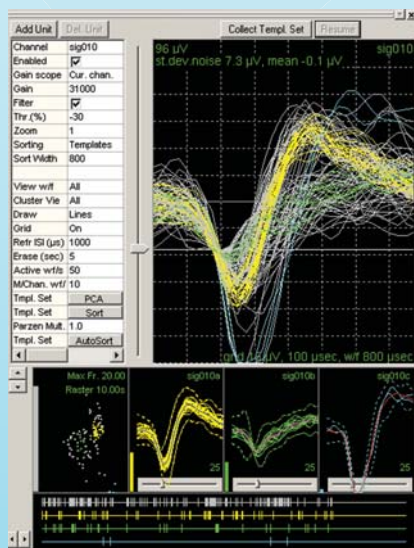 Add Unit Del. Unit Collect Templ. Set Resume
Channel sig010
Enabled
Gain scope Cur. chan.
Gain 31000
Filter
Thr.(%) -30
Zoom 1
Sorting Templates
Sort Width 800
View w/f All
Cluster Vie All
Draw Lines
Grid On
Refr ISI (µs) 1000
Erase (sec) 5
Active wf/s 50
M/Chan. wf/ 10
Tmpl. Set PCA
Tmpl. Set Sort
Parzen Mult. 1.0
Tmpl. Set AutoSort
96 µV sig010
st.dev.noise 7.3 µV, mean -0.1 µV
µV, 100 µsec, w/f 800 µsec
Max Fr. 20.00 sig010a sig010b sig010c
Raster 10.00s
25 25 25